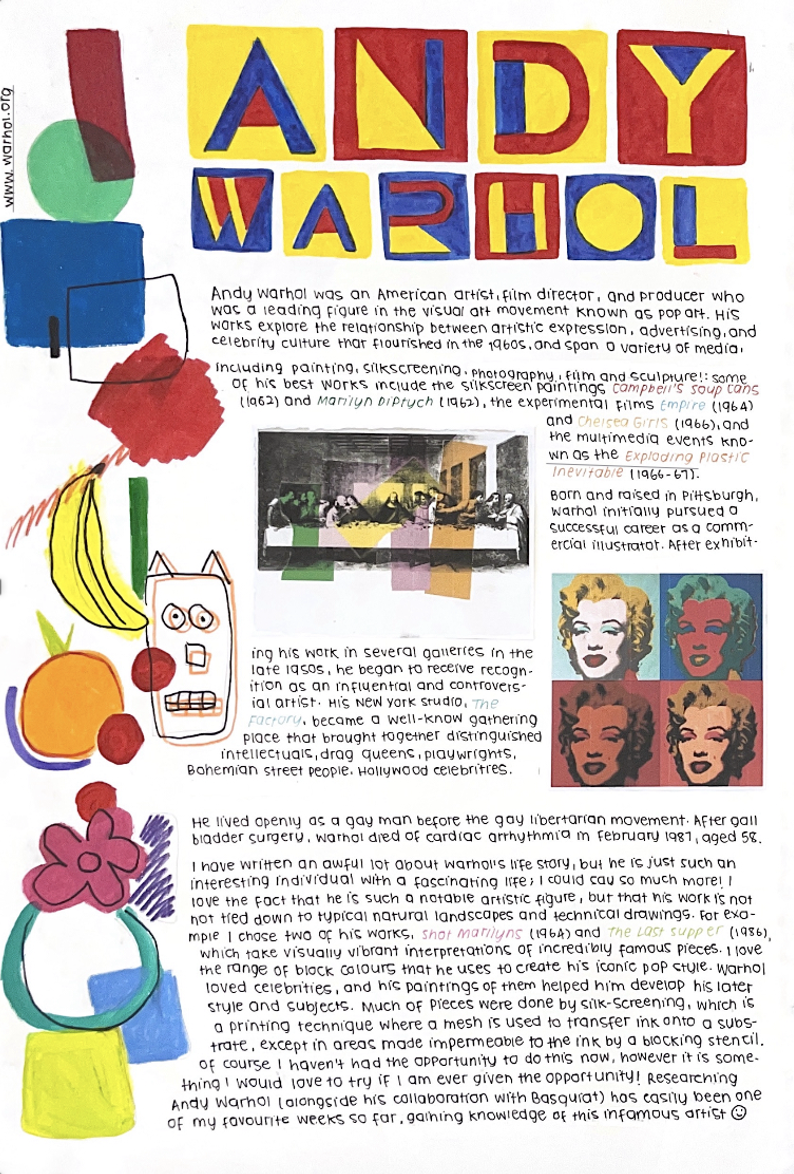 www.warhol.org
ANDY
WARHOL
Andy Warhol was an American artist, film director, and producer who
was a leading figure in the visual art movement known as pop art. His
works explore the relationship between artistic expression, advertising, and
celebrity culture that flourished in the 1960s, and span a variety of media,
including painting, silkscreening, photography, film and sculpture!: some
of his best works include the silkscreen paintings Campbell's soup cans
(1962) and Marilyn Diptych (1962), the experimental films Empire (1964)
and Chelsea Girls (1966), and
the multimedia events kno-
wn as the Exploding Plastic
Inevitable (1966-67).
Born and raised in Pittsburgh,
Warhol initially pursued a
successful career as a comm-
ercial illustrator. After exhibit-
ing his work in several galleries in the
late 1950s, he began to receive recogn-
ition as an influential and controvers-
ial artist. His New York studio, The
Factory, became a well-know gathering
place that brought together distinguished
intellectuals, drag queens, playwrights,
Bohemian street people, Hollywood celebrities.
He lived openly as a gay man before the gay libertarian movement. After gall
bladder surgery, Warhol died of cardiac arrhythmia in February 1987, aged 58.
I have written an awful lot about Warhol's life story, but he is just such an
interesting individual with a fascinating life; I could say so much more! I
love the fact that he is such a notable artistic figure, but that his work is not
not tied down to typical natural landscapes and technical drawings. For exa-
mple I chose two of his works, Shot Marilyns (1964) and The Last Supper (1986),
which take visually vibrant interpretations of incredibly famous pieces. I love
the range of block colours that he uses to create his iconic pop style. Warhol
loved celebrities, and his paintings of them helped him develop his later
style and subjects. Much of pieces were done by silk-screening, which is
a printing technique where a mesh is used to transfer ink onto a subs-
trate, except in areas made impermeable to the ink by a blocking stencil.
of course I haven't had the opportunity to do this now, however it is some-
thing I would love to try if I am ever given the opportunity! Researching
Andy Warhol (alongside his collaboration with Basquiat) has easily been one
of my favourite weeks so far, gaining knowledge of this infamous artist ☺